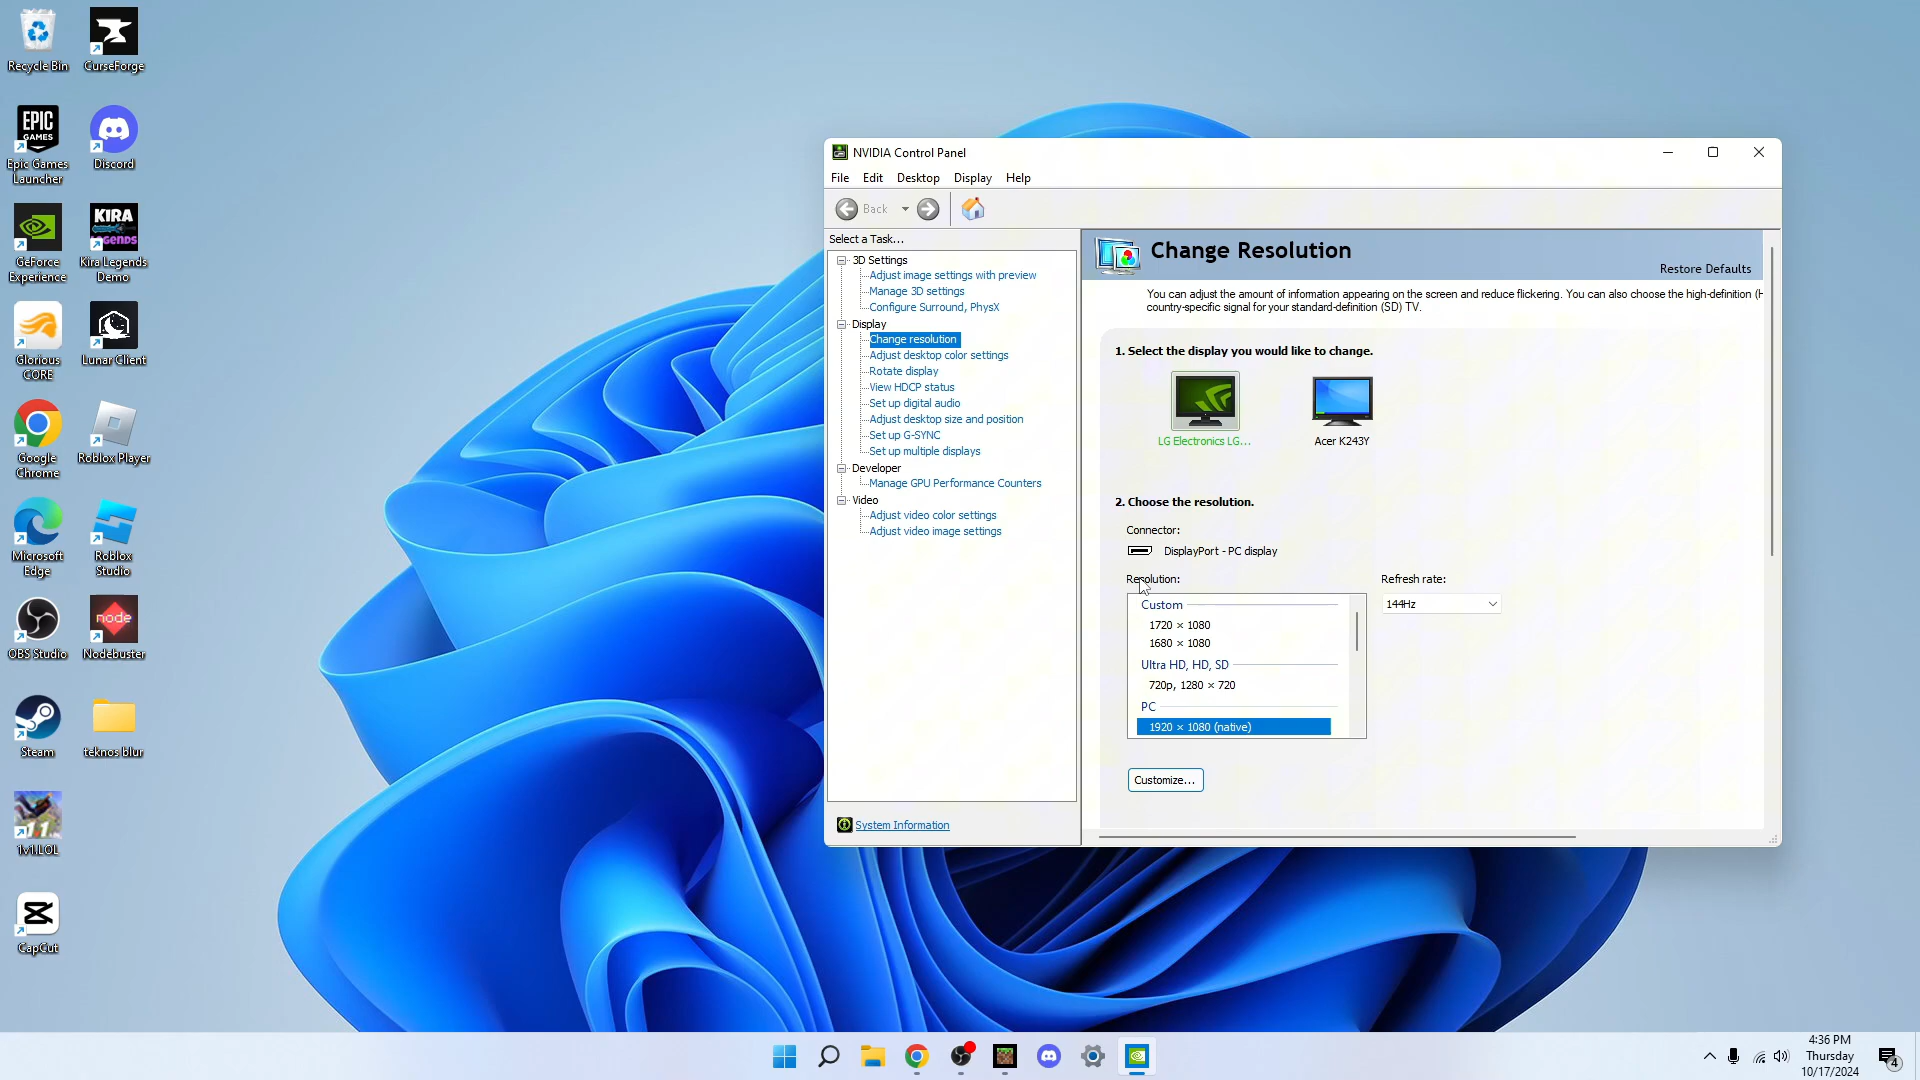 Recycle Bin
CurseForge
EPIC
GAMES
Epic Games
Launcher
Discord
GeForce
Experience
KIRA
LEGENDS
Kira Legends
Demo
Glorious
CORE
Lunar Client
Google
Chrome
Roblox Player
Microsoft
Edge
Roblox
Studio
OBS Studio
node
Nodebuster
Steam
teknos blur
1.1
1v1.LOL
CapCut
NVIDIA Control Panel
File Edit Desktop Display Help
Back
Select a Task...
3D Settings
Adjust image settings with preview
Manage 3D settings
Configure Surround, PhysX
Display
Change resolution
Adjust desktop color settings
Rotate display
View HDCP status
Set up digital audio
Adjust desktop size and position
Set up G-SYNC
Set up multiple displays
Developer
Manage GPU Performance Counters
Video
Adjust video color settings
Adjust video image settings
System Information
Change Resolution
Restore Defaults
You can adjust the amount of information appearing on the screen and reduce flickering. You can also choose the high-definition (H
country-specific signal for your standard-definition (SD) TV.
1. Select the display you would like to change.
LG Electronics LG...
Acer K243Y
2. Choose the resolution.
Connector:
DisplayPort - PC display
Resolution:
Refresh rate:
144Hz
Custom
1720 × 1080
1680 × 1080
Ultra HD, HD, SD
720p, 1280 × 720
PC
1920 × 1080 (native)
Customize...
4:36 PM
Thursday
10/17/2024
4